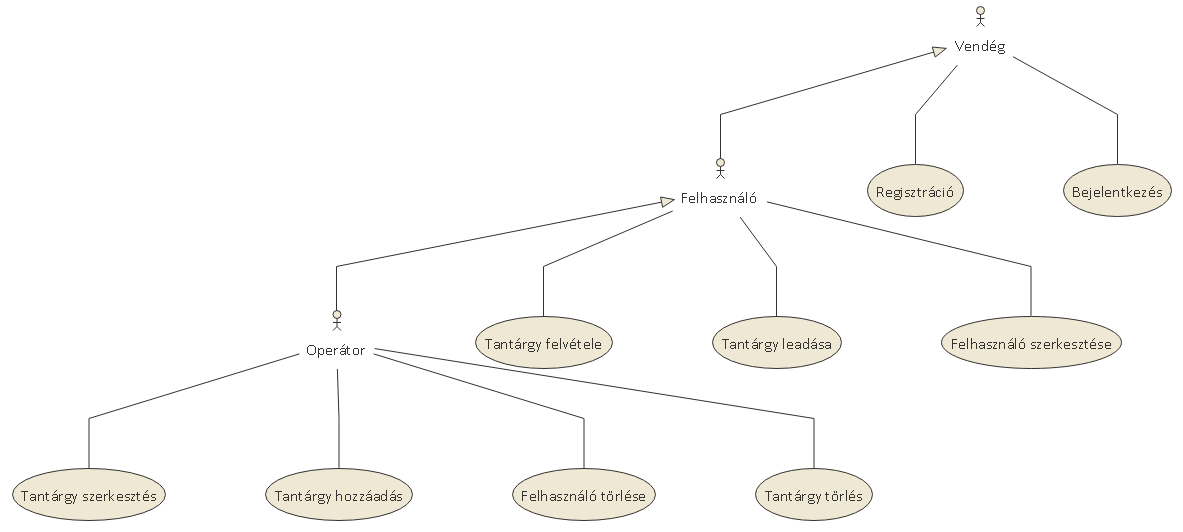 Vendég
Regisztráció
Bejelentkezés
Felhasználó
Tantárgy felvétele
Tantárgy leadása
Felhasználó szerkesztése
Operátor
Tantárgy szerkesztés
Tantárgy hozzáadás
Felhasználó törlése
Tantárgy törlés